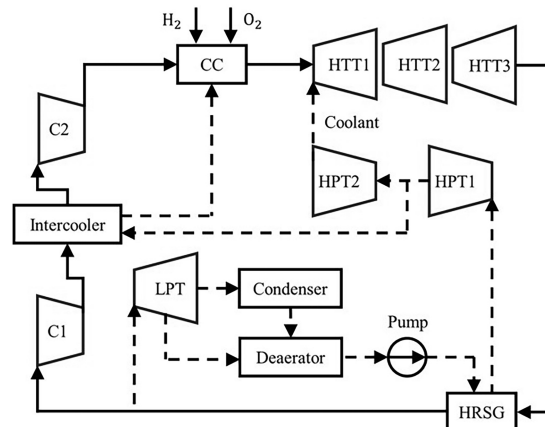 H₂ O₂
CC
HTT1 HTT2 HTT3
C2
Coolant
HPT2 HPT1
Intercooler
LPT Condenser
C1
Pump
Deaerator
HRSG